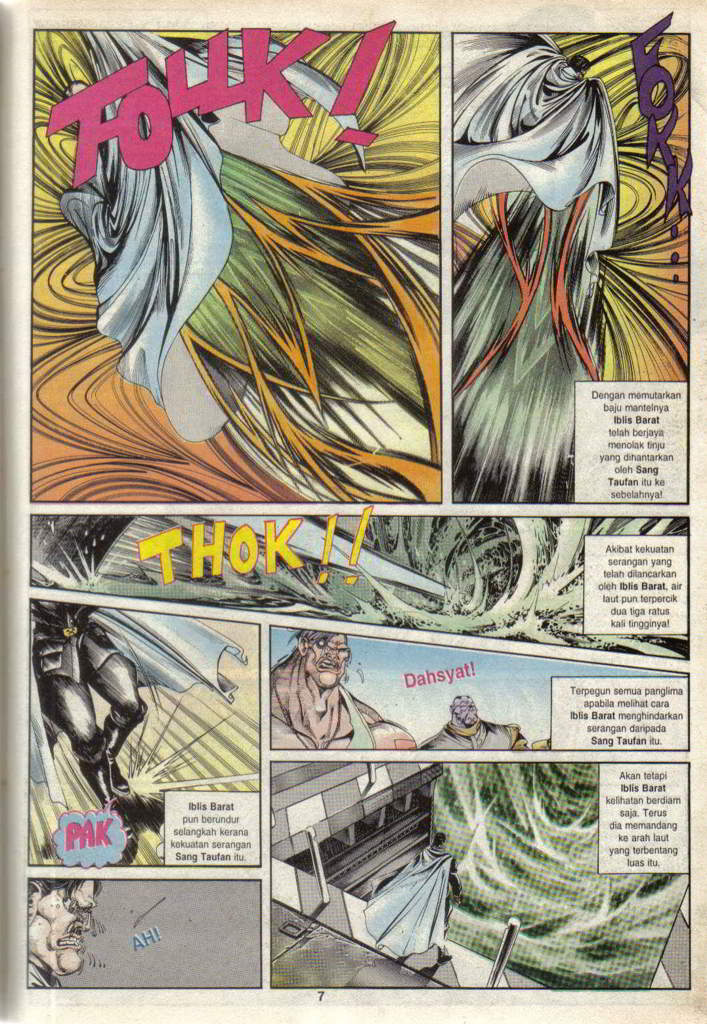 FOLLK!
FOKK...
Dengan memutarkan
baju mantelnya
Iblis Barat
telah berjaya
menolak tinju
yang dihantarkan
oleh Sang
Taufan itu ke
sebelahnya!
THOK!!
Akibat kekuatan
serangan yang
telah dilancarkan
oleh Iblis Barat, air
laut pun terpercik
dua tiga ratus
kali tingginya!
PAK
Iblis Barat
pun berundur
selangkah kerana
kekuatan serangan
Sang Taufan itu.
Dahsyat!
Terpegun semua panglima
apabila melihat cara
Iblis Barat menghindarkan
serangan daripada
Sang Taufan itu.
AH!
Akan tetapi
Iblis Barat
kelihatan berdiam
saja. Terus
dia memandang
ke arah laut
yang terbentang
luas itu.
7